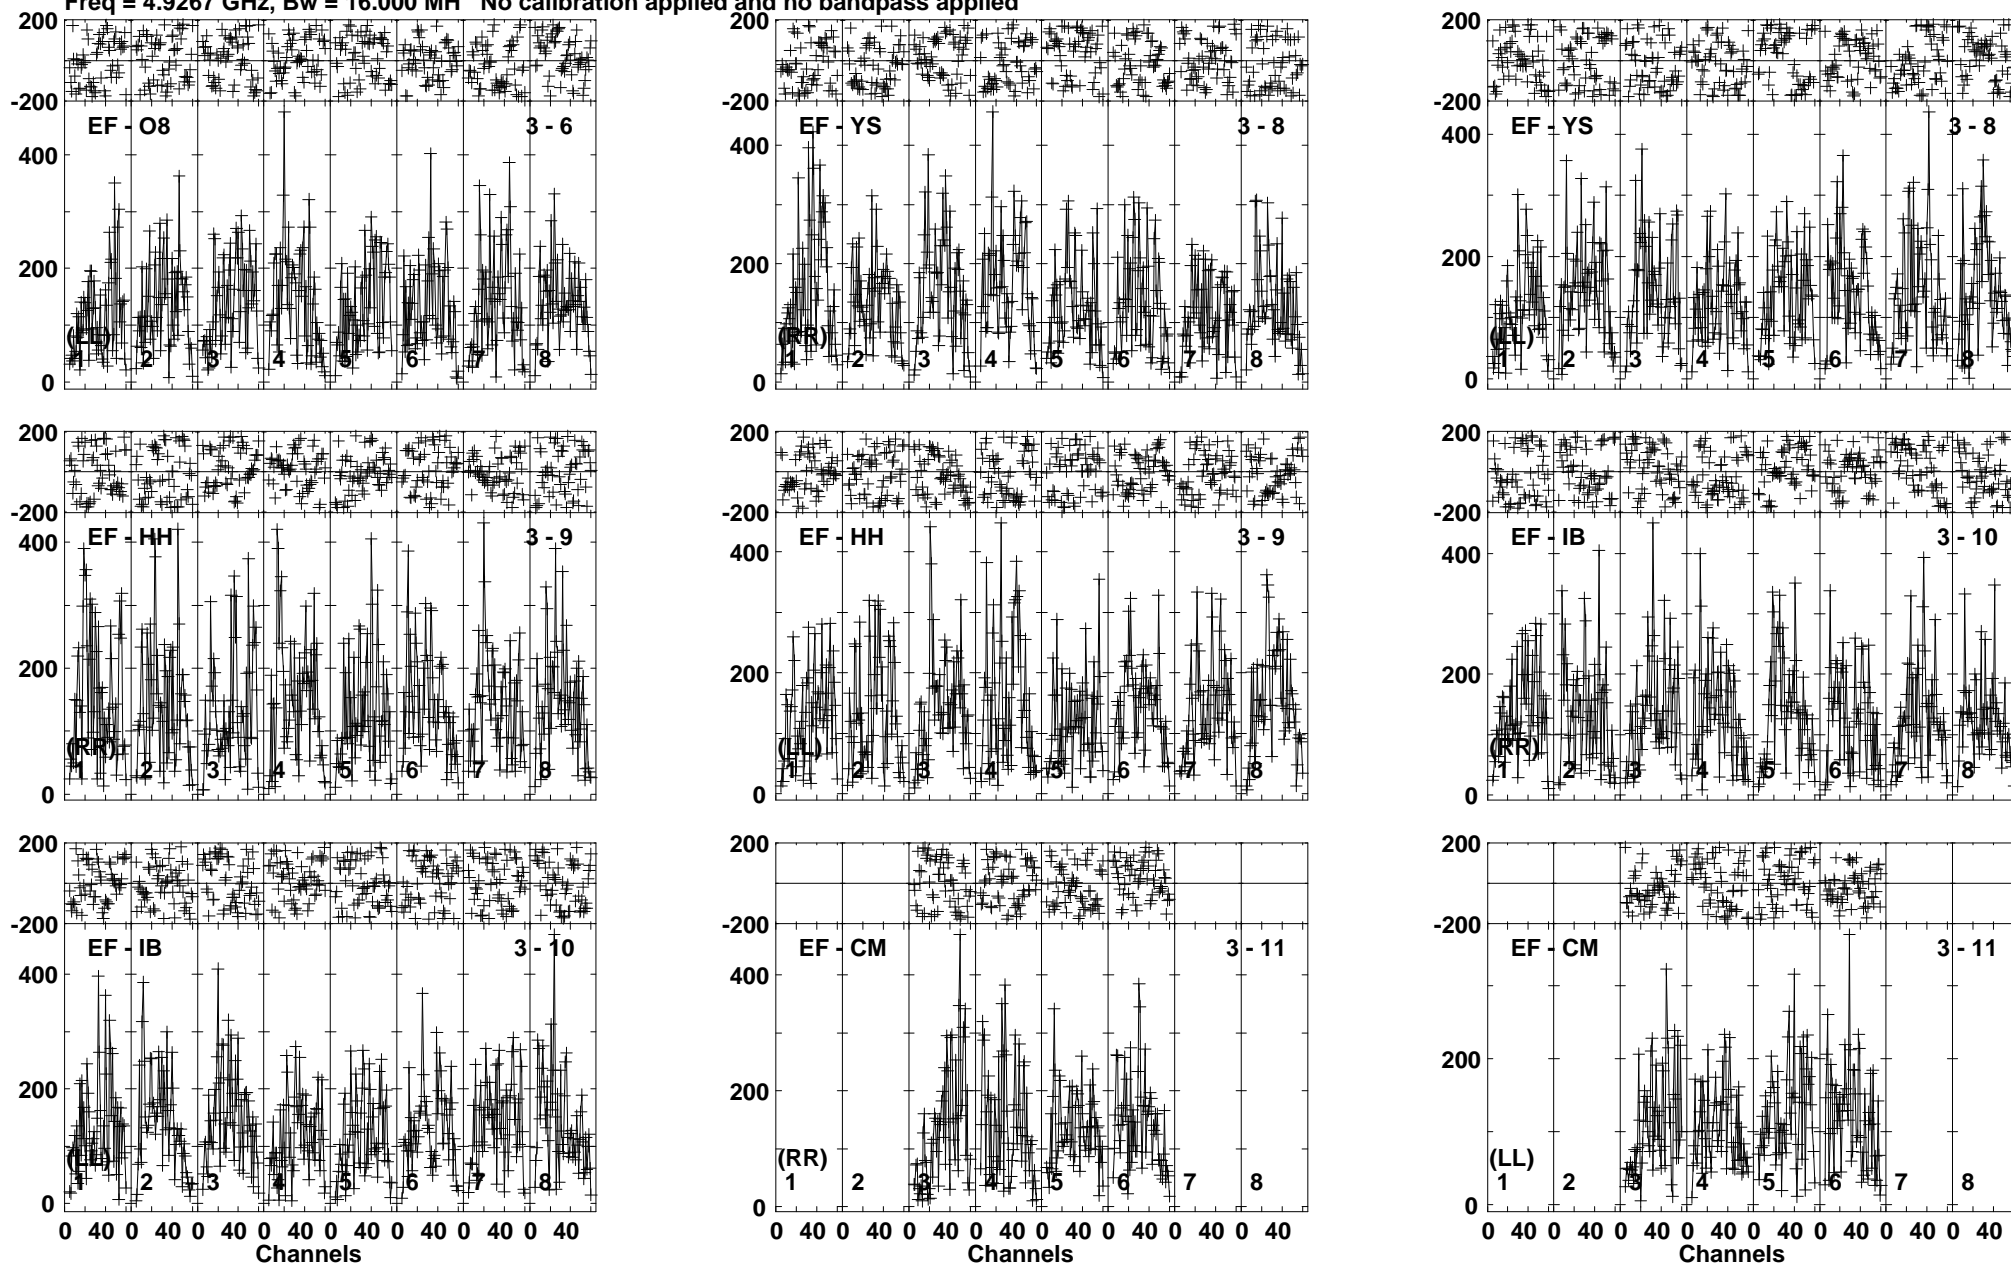 Freq = 4.9267 GHz, Bw = 16.000 MH No calibration applied and no bandpass applied
200 200 200
-200 -200 -200
EF - O8 3 - 6 EF - YS 3 - 8 EF - YS 3 - 8
400 400 400
200 200 200
(LL) (RR) (LL)
1 2 3 4 5 6 7 8 1 2 3 4 5 6 7 8 1 2 3 4 5 6 7 8
0 0 0
200 200 200
-200 -200 -200
EF - HH 3 - 9 EF - HH 3 - 9 EF - IB 3 - 10
400 400 400
200 200 200
(RR) (LL) (RR)
1 2 3 4 5 6 7 8 1 2 3 4 5 6 7 8 1 2 3 4 5 6 7 8
0 0 0
200 200 200
-200 -200 -200
EF - IB 3 - 10 EF - CM 3 - 11 EF - CM 3 - 11
400 400
200 200 200
(LL) (RR) (LL)
1 2 3 4 5 6 7 8 1 2 3 4 5 6 7 8 1 2 3 4 5 6 7 8
0 0 0
0 40 0 40 0 40 0 40 0 40 0 40 0 40 0 40 0 40 0 40 0 40 0 40 0 40 0 40 0 40 0 40 0 40 0 40 0 40 0 40 0 40 0 40 0 40 0 40
Channels Channels Channels